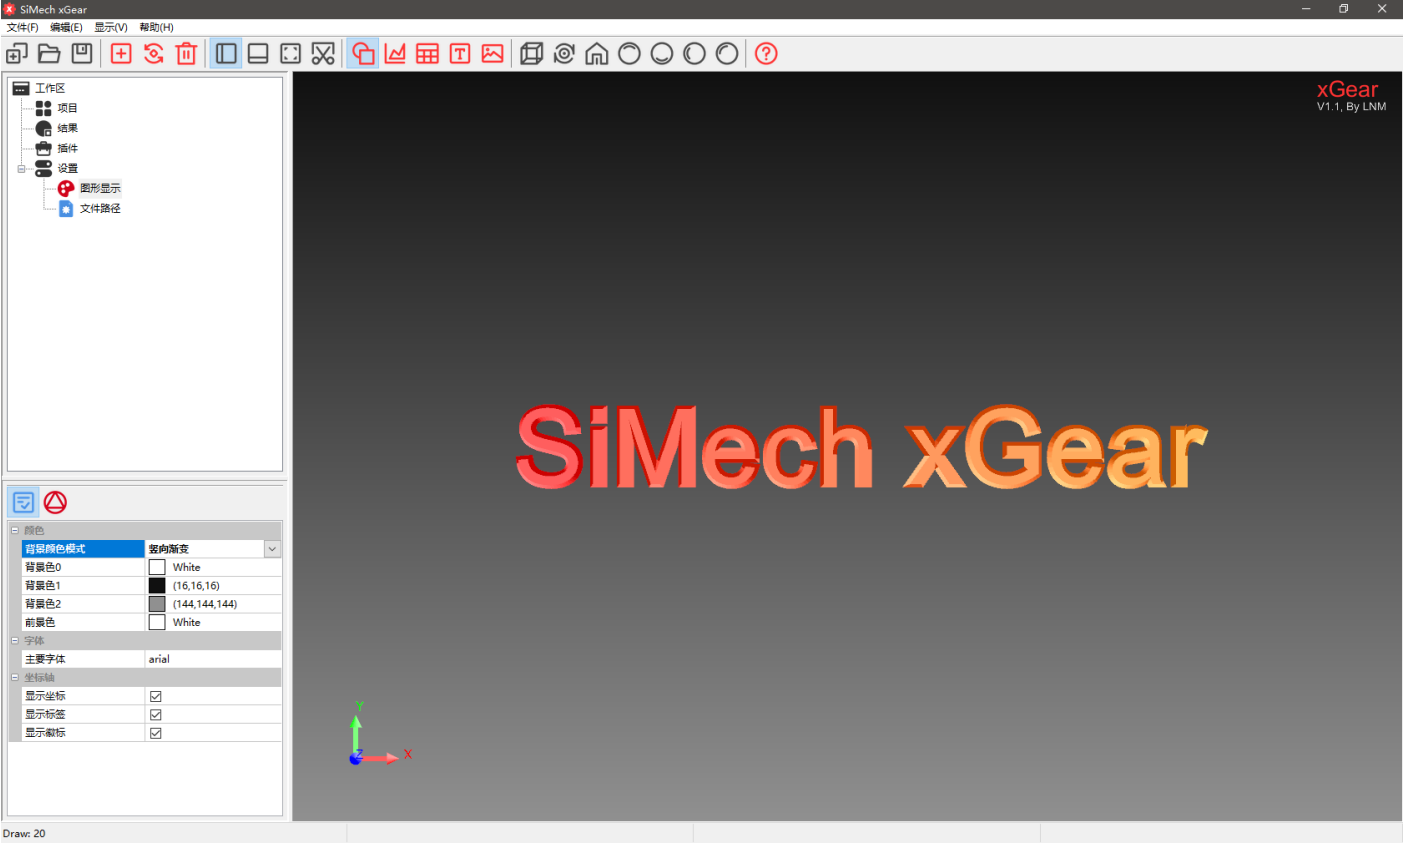 SiMech xGear
文件(F) 编辑(E) 显示(V) 帮助(H)
工作区
项目
结果
插件
设置
图形显示
文件路径
xGear
V1.1, By LNM
SiMech xGear
Y
Z
X
颜色
背景颜色模式 竖向渐变
背景色0 White
背景色1 (16,16,16)
背景色2 (144,144,144)
前景色 White
字体
主要字体 arial
坐标轴
显示坐标
显示标签
显示徽标
Draw: 20